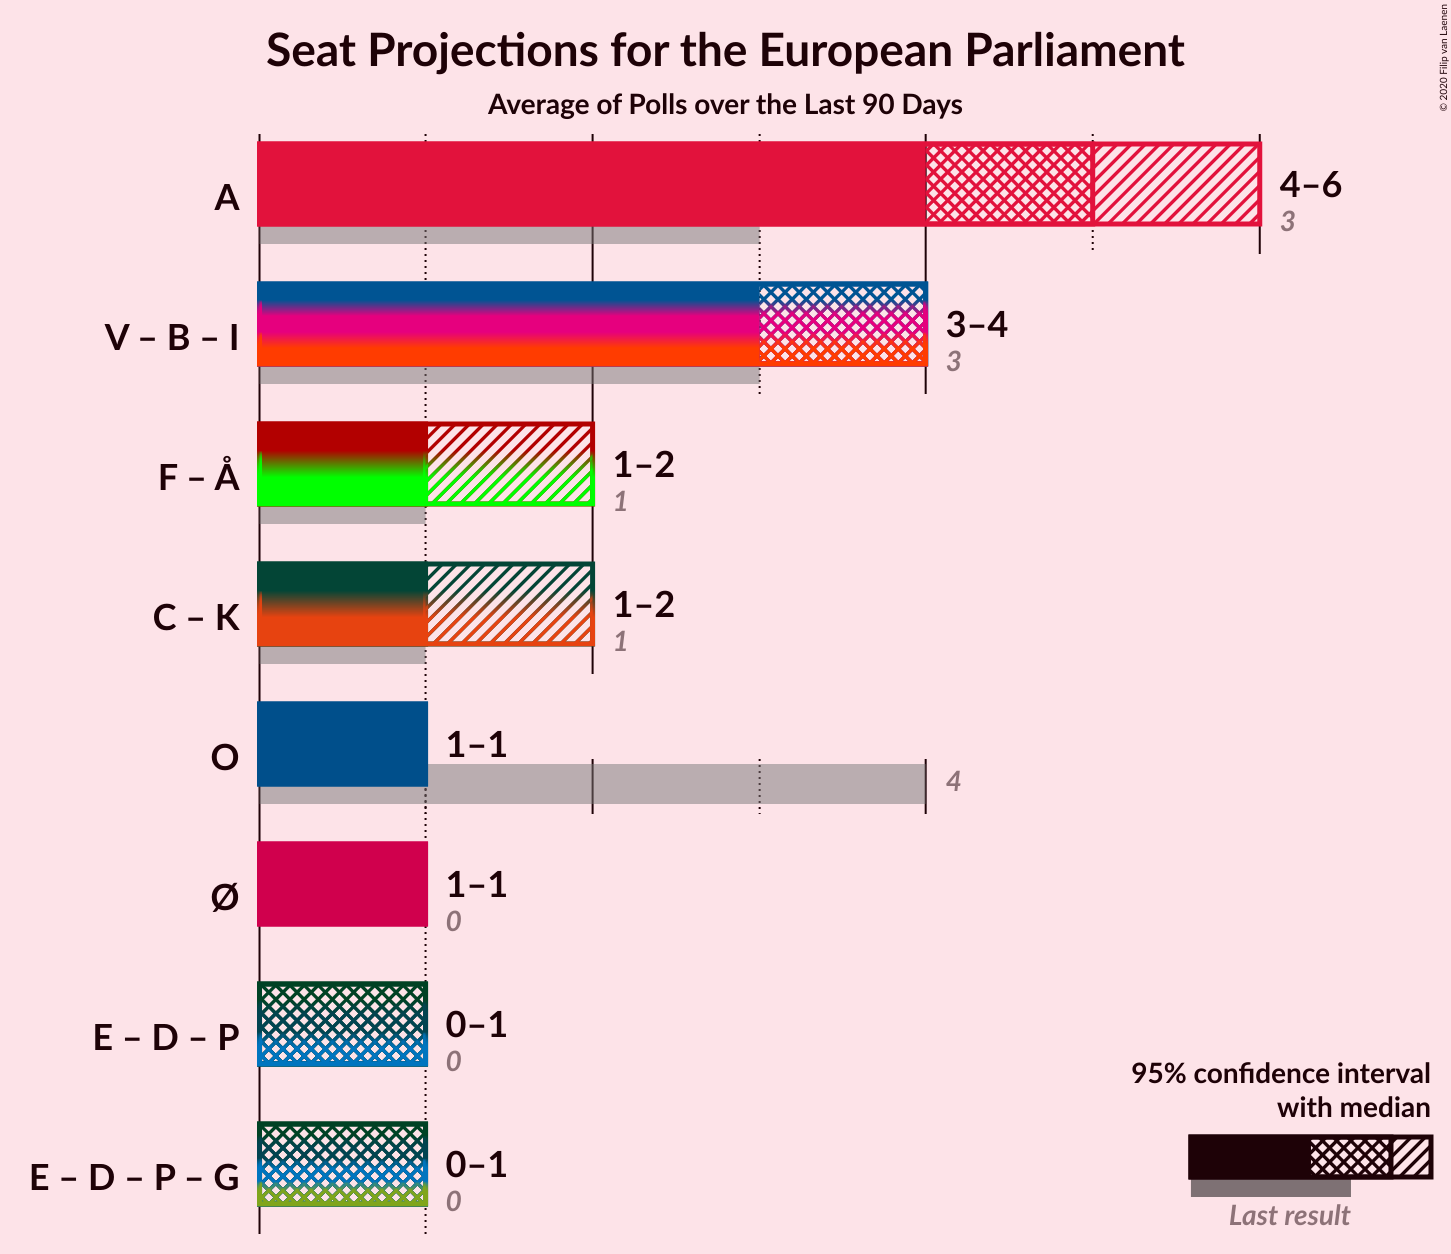 Seat Projections for the European Parliament
Average of Polls over the Last 90 Days
© 2020 Filip van Laenen
A
4–6
3
V – B – I
3–4
3
F – Å
1–2
1
C – K
1–2
1
O
1–1
4
Ø
1–1
0
E – D – P
0–1
0
E – D – P – G
0–1
0
95% confidence interval
with median
Last result